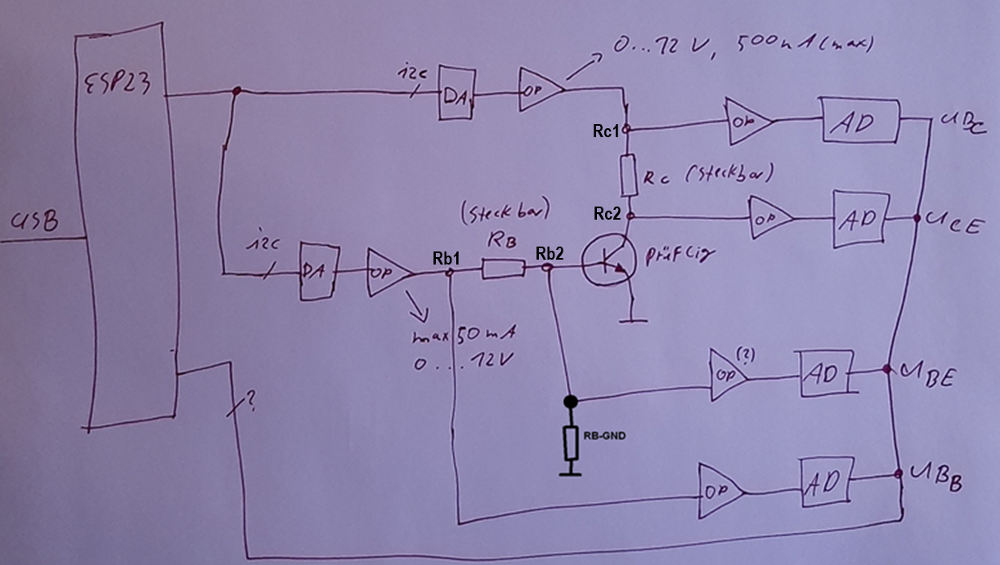 ESP23
i2c
DA
OP
0...12 V, 500mA (max)
Rc1
OP
AD
UBC
Rc (steckbar)
USB
Rc2
OP
AD
UCE
(steckbar)
RB
i2c
DA
OP
Rb1
Rb2
Prüfling
max 50 mA
0 .... 12V
OP
(?)
AD
UBE
?
RB-GND
OP
AD
UBB